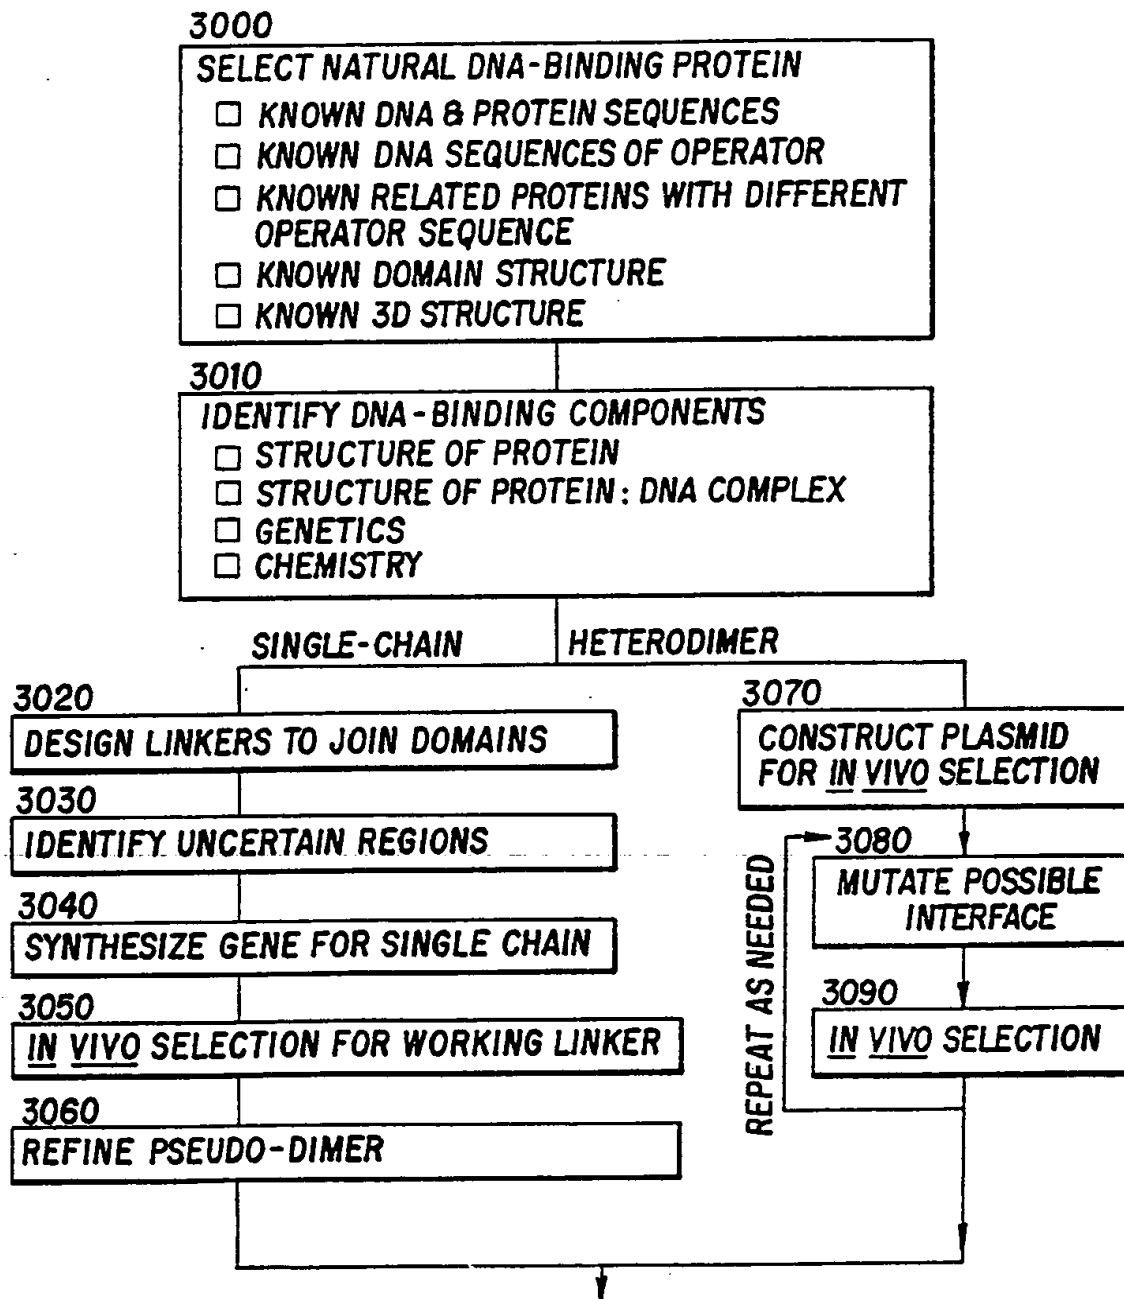 3000
SELECT NATURAL DNA-BINDING PROTEIN
□ KNOWN DNA & PROTEIN SEQUENCES
□ KNOWN DNA SEQUENCES OF OPERATOR
□ KNOWN RELATED PROTEINS WITH DIFFERENT
OPERATOR SEQUENCE
□ KNOWN DOMAIN STRUCTURE
□ KNOWN 3D STRUCTURE
3010
IDENTIFY DNA-BINDING COMPONENTS
□ STRUCTURE OF PROTEIN
□ STRUCTURE OF PROTEIN: DNA COMPLEX
□ GENETICS
□ CHEMISTRY
SINGLE-CHAIN
HETERODIMER
3020
DESIGN LINKERS TO JOIN DOMAINS
3030
IDENTIFY UNCERTAIN REGIONS
3040
SYNTHESIZE GENE FOR SINGLE CHAIN
3050
IN VIVO SELECTION FOR WORKING LINKER
3060
REFINE PSEUDO-DIMER
3070
CONSTRUCT PLASMID
FOR IN VIVO SELECTION
3080
MUTATE POSSIBLE
INTERFACE
3090
IN VIVO SELECTION
REPEAT AS NEEDED